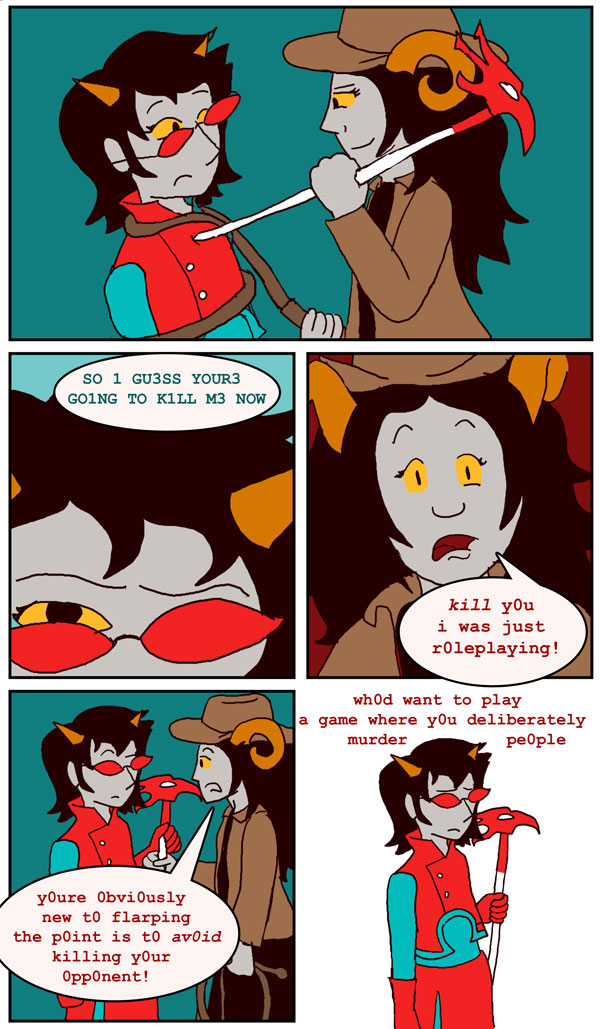 SO 1 GU3SS YOUR3
GO1NG TO K1LL M3 NOW
kill y0u
i was just
r0leplaying!
y0ure 0bvi0usly
new t0 flarping
the p0int is t0 av0id
killing y0ur
0pp0nent!
wh0d want to play
a game where y0u deliberately
murder pe0ple